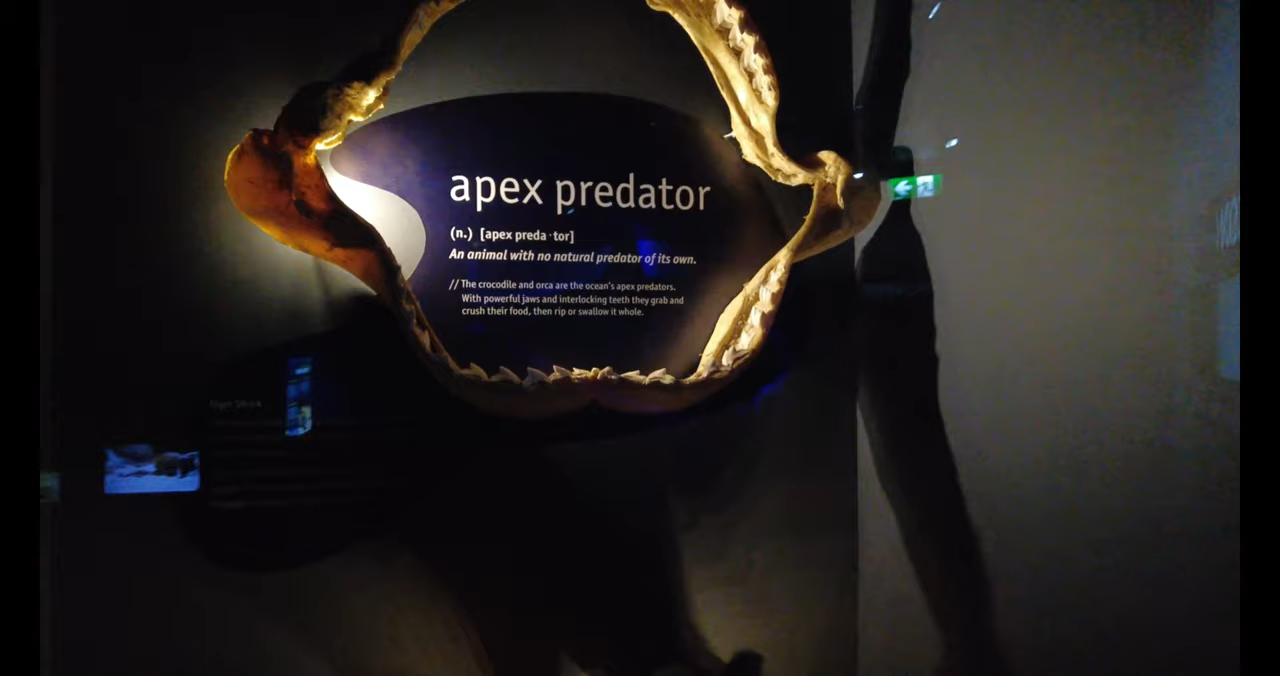 apex predator
(n.) [apex preda·tor]
An animal with no natural predator of its own.
// The crocodile and orca are the ocean's apex predators.
With powerful jaws and interlocking teeth they grab and
crush their food, then rip or swallow it whole.